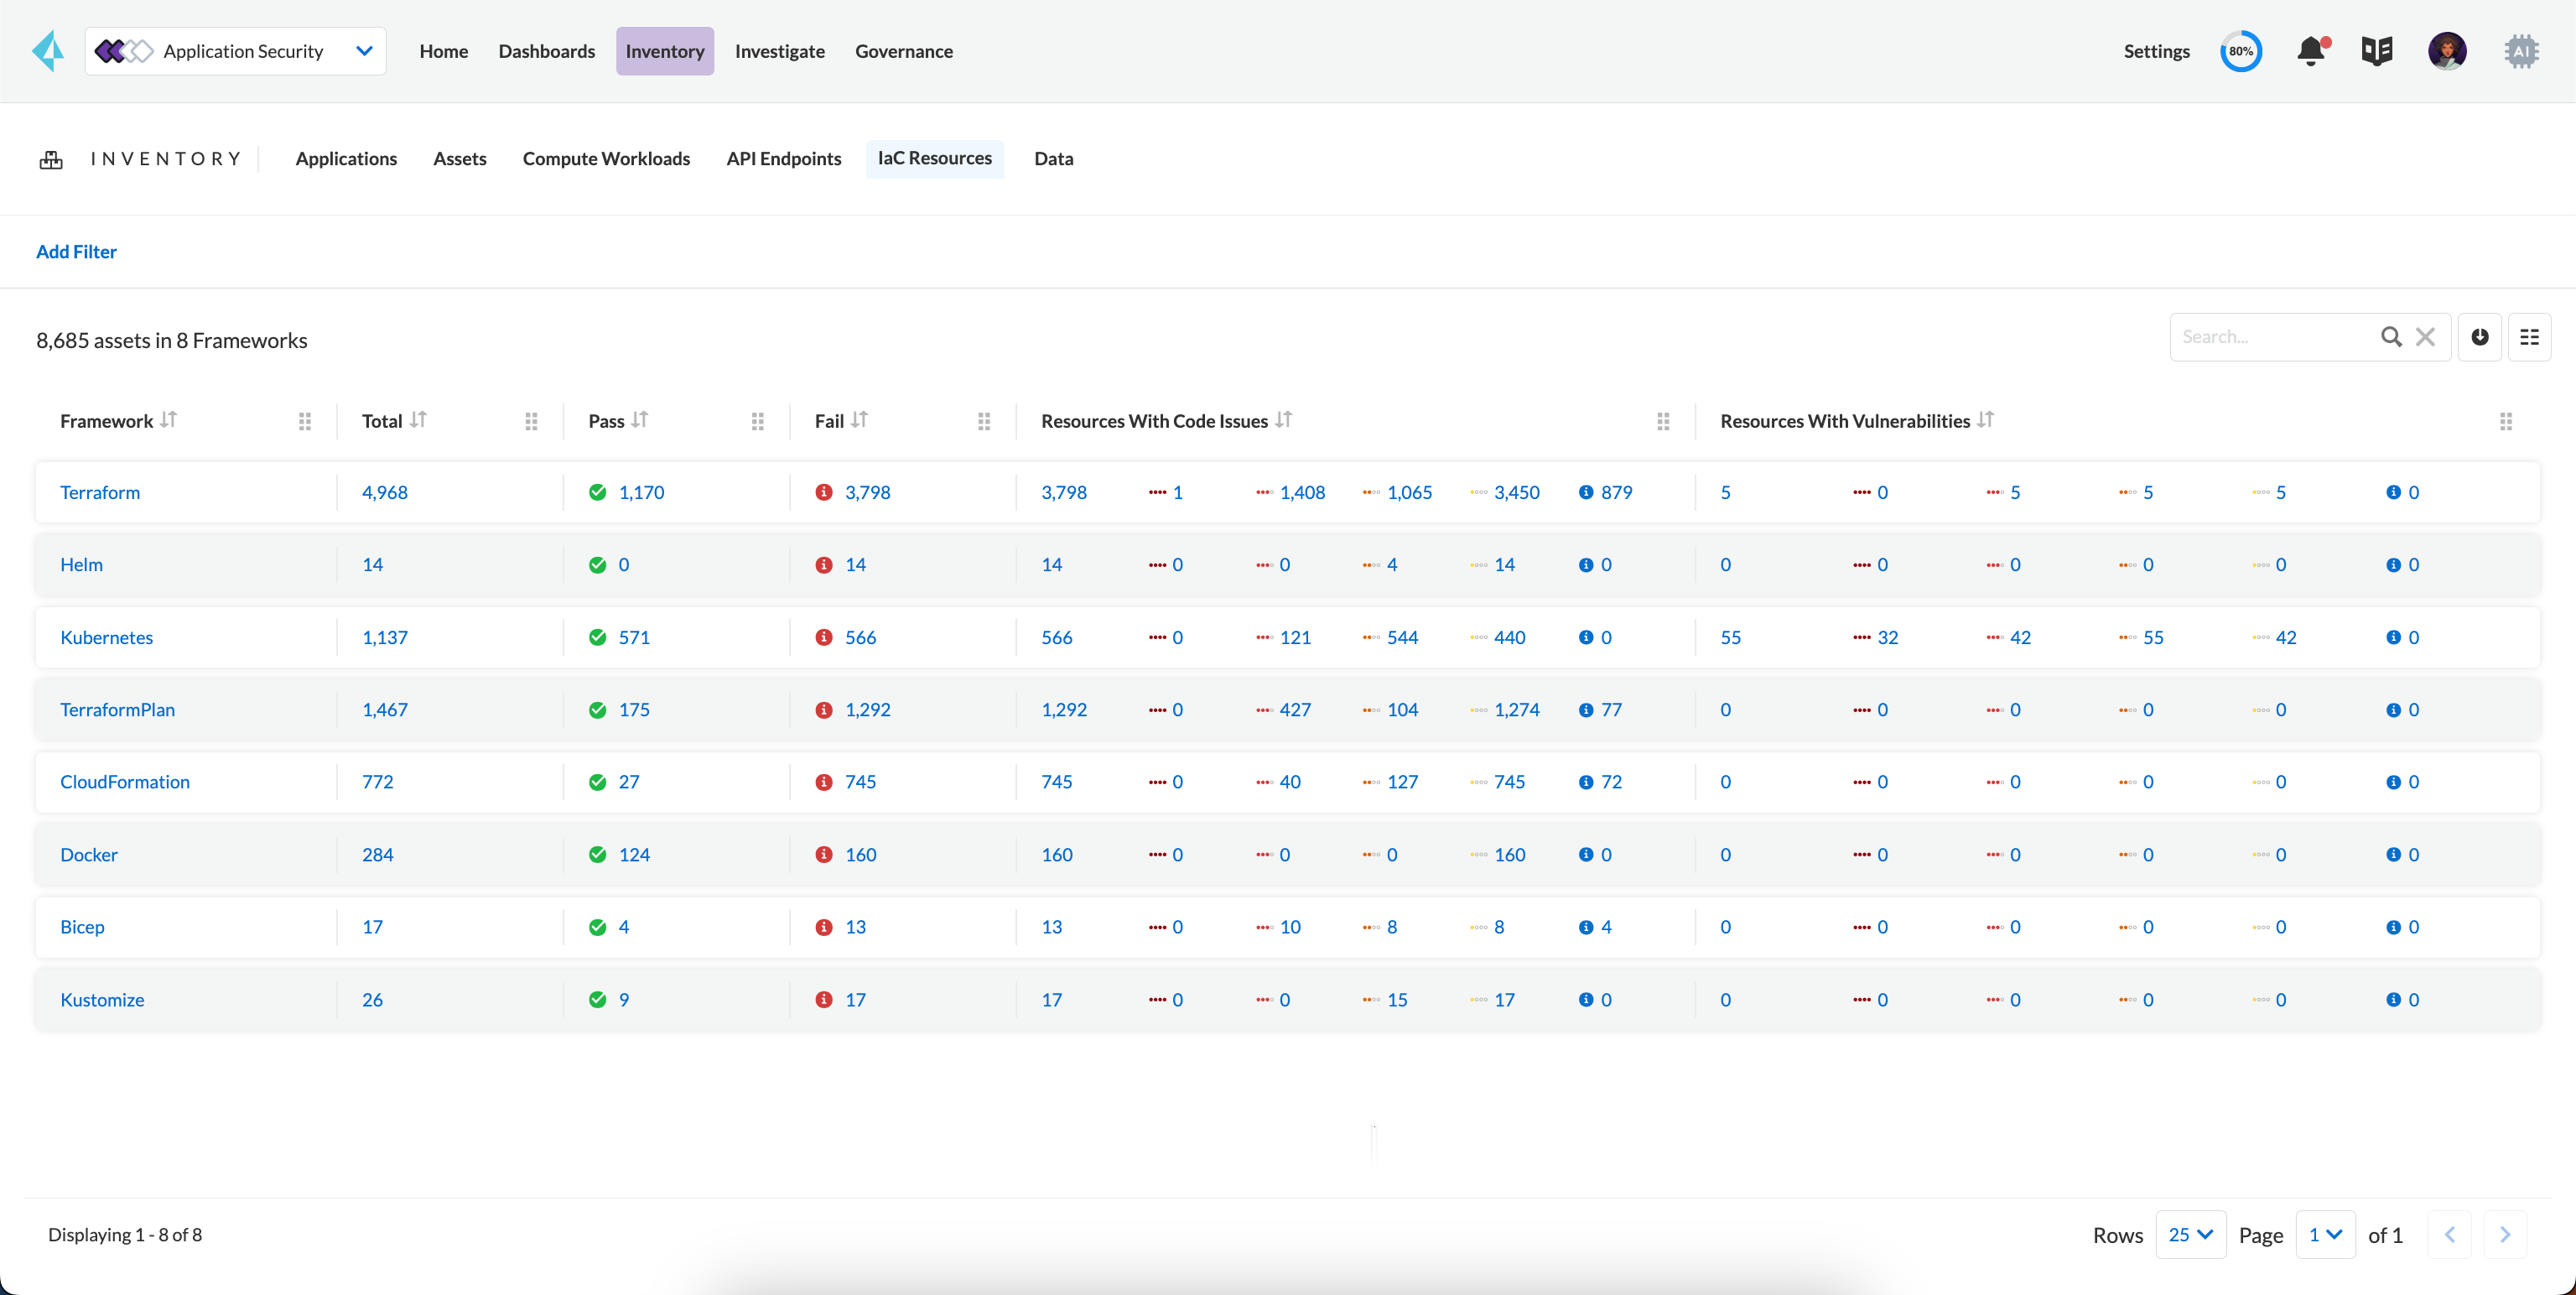 Application Security Home Dashboards Inventory Investigate Governance Settings 80% AI
INVENTORY Applications Assets Compute Workloads API Endpoints IaC Resources Data
Add Filter
8,685 assets in 8 Frameworks Search...
Framework Total Pass Fail Resources With Code Issues Resources With Vulnerabilities
Terraform 4,968 1,170 3,798 3,798 1 1,408 1,065 3,450 879 5 0 5 5 5 0
Helm 14 0 14 14 0 0 4 14 0 0 0 0 0 0 0
Kubernetes 1,137 571 566 566 0 121 544 440 0 55 32 42 55 42 0
TerraformPlan 1,467 175 1,292 1,292 0 427 104 1,274 77 0 0 0 0 0 0
CloudFormation 772 27 745 745 0 40 127 745 72 0 0 0 0 0 0
Docker 284 124 160 160 0 0 0 160 0 0 0 0 0 0 0
Bicep 17 4 13 13 0 10 8 8 4 0 0 0 0 0 0
Kustomize 26 9 17 17 0 0 15 17 0 0 0 0 0 0 0
Displaying 1 - 8 of 8 Rows 25 Page 1 of 1